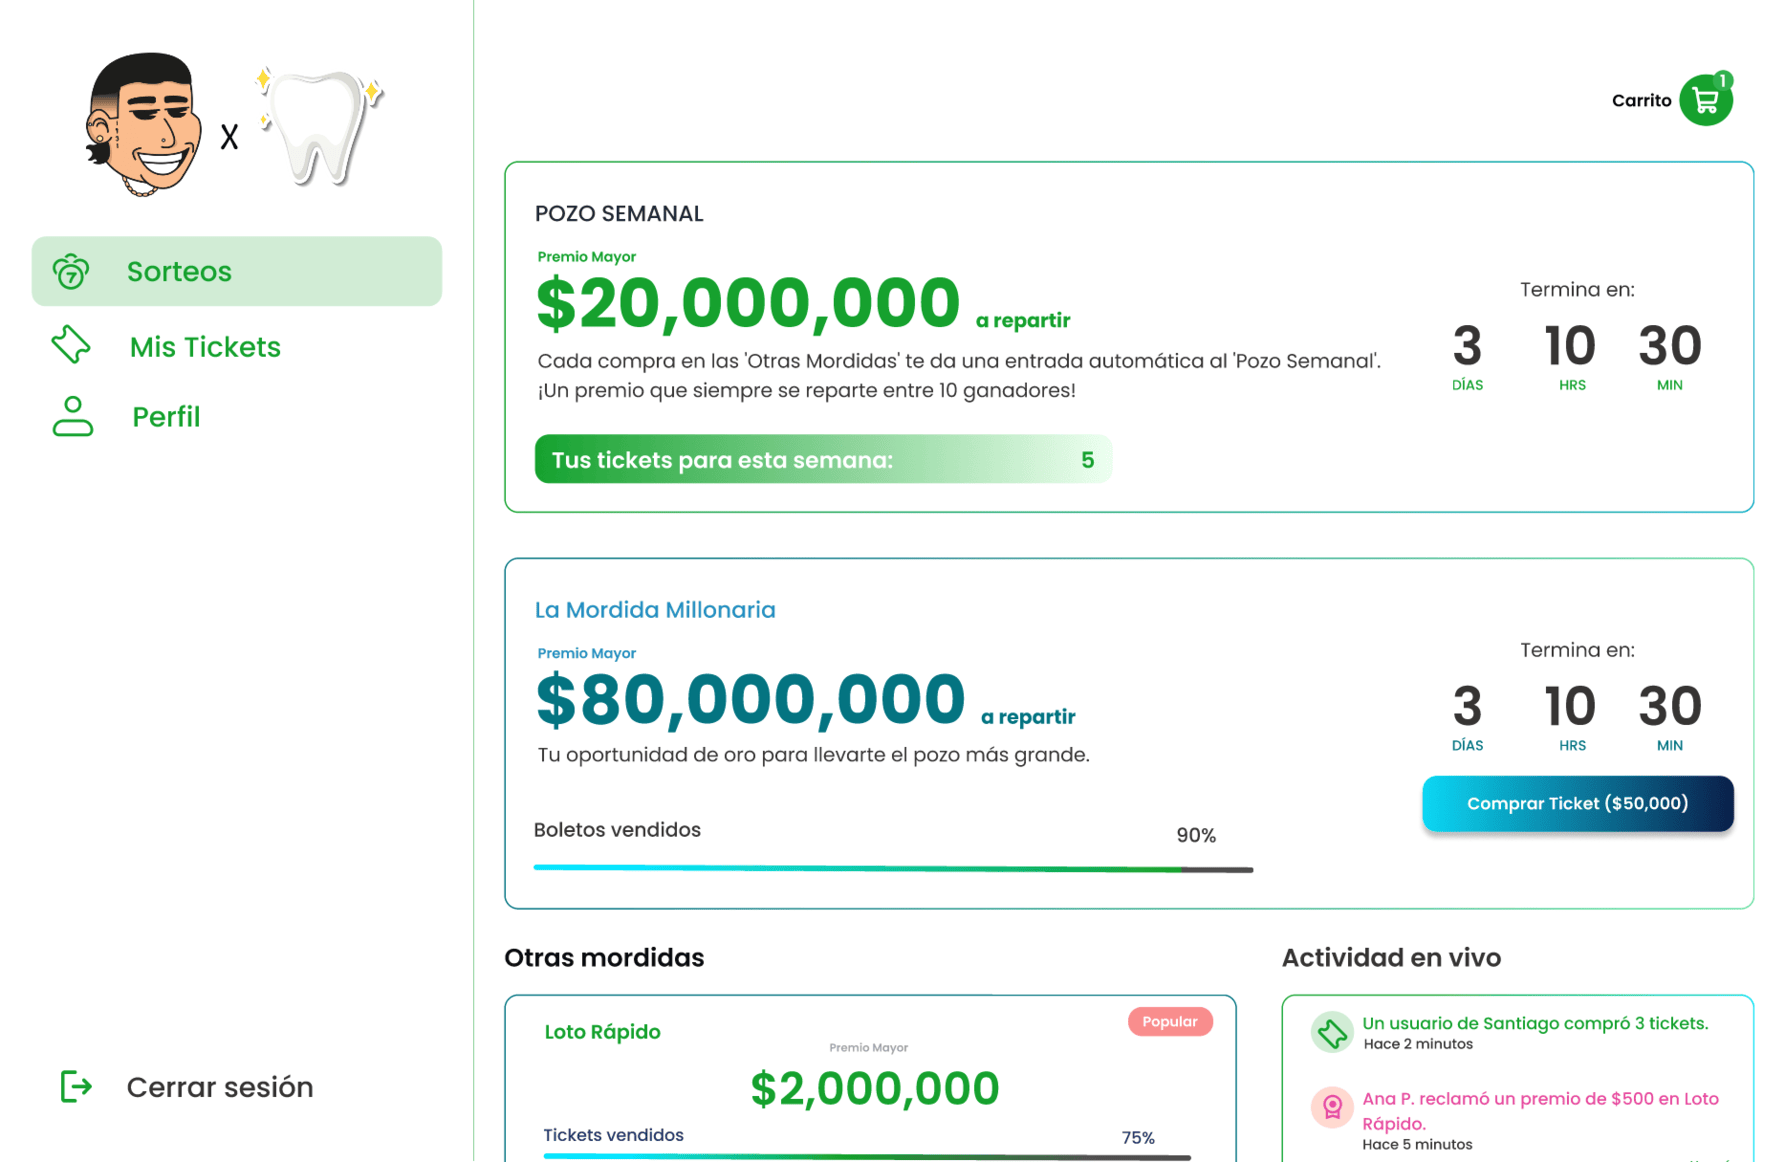 X
Sorteos
Mis Tickets
Perfil
Cerrar sesión
Carrito
1
POZO SEMANAL
Premio Mayor
$20,000,000 a repartir
Cada compra en las 'Otras Mordidas' te da una entrada automática al 'Pozo Semanal'.
¡Un premio que siempre se reparte entre 10 ganadores!
Tus tickets para esta semana: 5
Termina en:
3 10 30
DÍAS HRS MIN
La Mordida Millonaria
Premio Mayor
$80,000,000 a repartir
Tu oportunidad de oro para llevarte el pozo más grande.
Boletos vendidos 90%
Termina en:
3 10 30
DÍAS HRS MIN
Comprar Ticket ($50,000)
Otras mordidas
Loto Rápido
Popular
Premio Mayor
$2,000,000
Tickets vendidos 75%
Actividad en vivo
Un usuario de Santiago compró 3 tickets.
Hace 2 minutos
Ana P. reclamó un premio de $500 en Loto
Rápido.
Hace 5 minutos